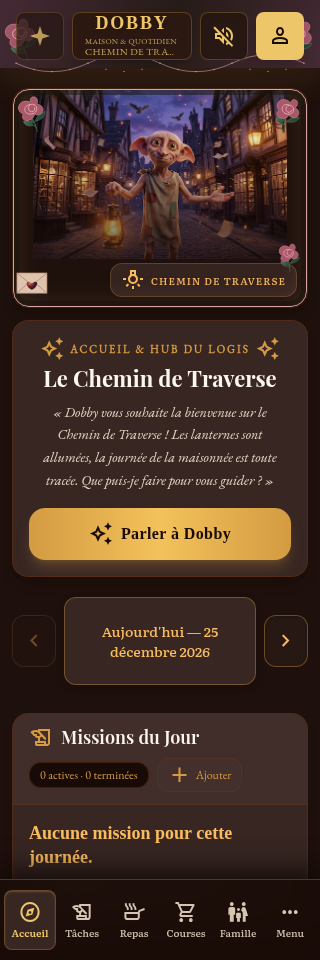 DOBBY
MAISON & QUOTIDIEN
CHEMIN DE TRA…
CHEMIN DE TRAVERSE
ACCUEIL & HUB DU LOGIS
Le Chemin de Traverse
« Dobby vous souhaite la bienvenue sur le
Chemin de Traverse ! Les lanternes sont
allumées, la journée de la maisonnée est toute
tracée. Que puis-je faire pour vous guider ? »
Parler à Dobby
Aujourd'hui — 25
décembre 2026
Missions du Jour
0 actives · 0 terminées
Ajouter
Aucune mission pour cette
journée.
Accueil
Tâches
Repas
Courses
Famille
Menu